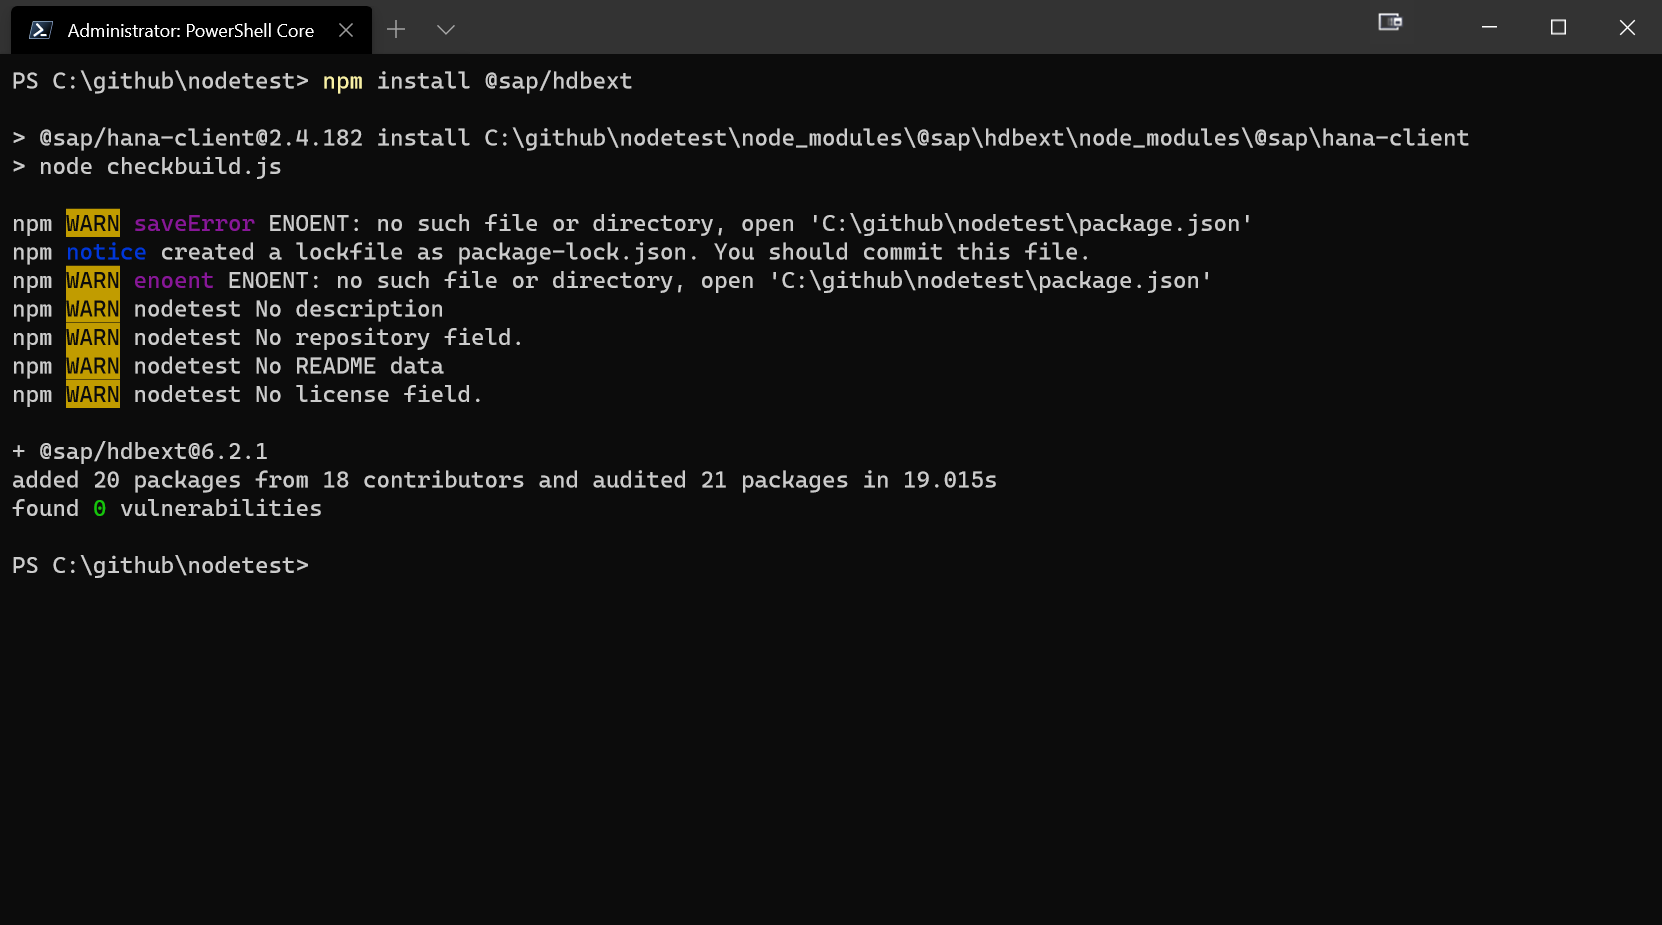 Administrator: PowerShell Core
PS C:\github\nodetest> npm install @sap/hdbext
> @sap/hana-client@2.4.182 install C:\github\nodetest\node_modules\@sap\hdbext\node_modules\@sap\hana-client
> node checkbuild.js
npm WARN saveError ENOENT: no such file or directory, open 'C:\github\nodetest\package.json'
npm notice created a lockfile as package-lock.json. You should commit this file.
npm WARN enoent ENOENT: no such file or directory, open 'C:\github\nodetest\package.json'
npm WARN nodetest No description
npm WARN nodetest No repository field.
npm WARN nodetest No README data
npm WARN nodetest No license field.
+ @sap/hdbext@6.2.1
added 20 packages from 18 contributors and audited 21 packages in 19.015s
found 0 vulnerabilities
PS C:\github\nodetest>